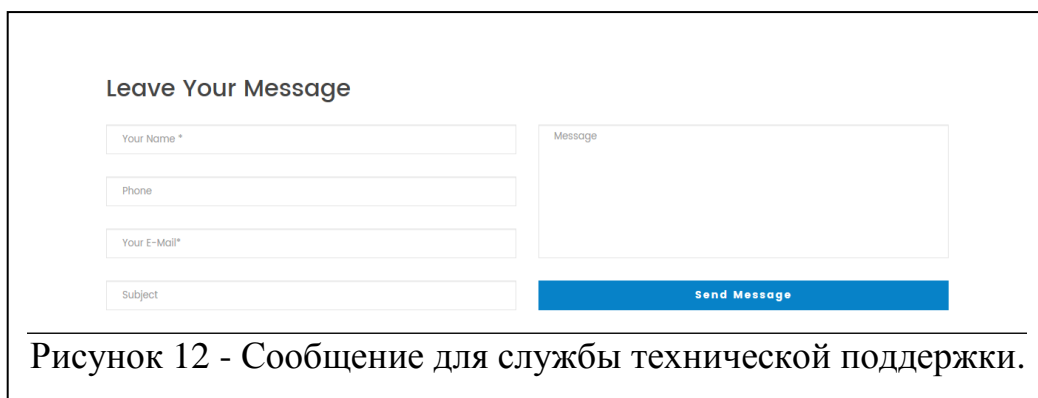 Leave Your Message
Your Name *
Phone
Your E-Mail*
Subject
Message
Send Message
Рисунок 12 - Сообщение для службы технической поддержки.